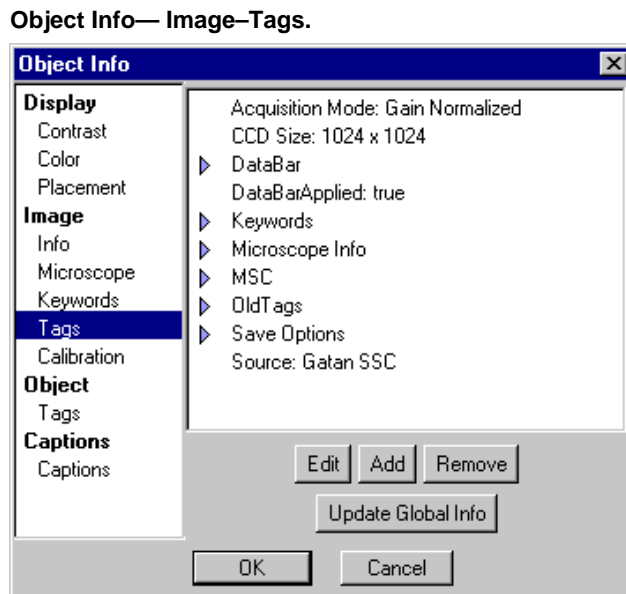 Object Info— Image–Tags.
Object Info
Display
Contrast
Color
Placement
Image
Info
Microscope
Keywords
Tags
Calibration
Object
Tags
Captions
Captions
Acquisition Mode: Gain Normalized
CCD Size: 1024 x 1024
DataBar
DataBarApplied: true
Keywords
Microscope Info
MSC
OldTags
Save Options
Source: Gatan SSC
Edit
Add
Remove
Update Global Info
OK
Cancel